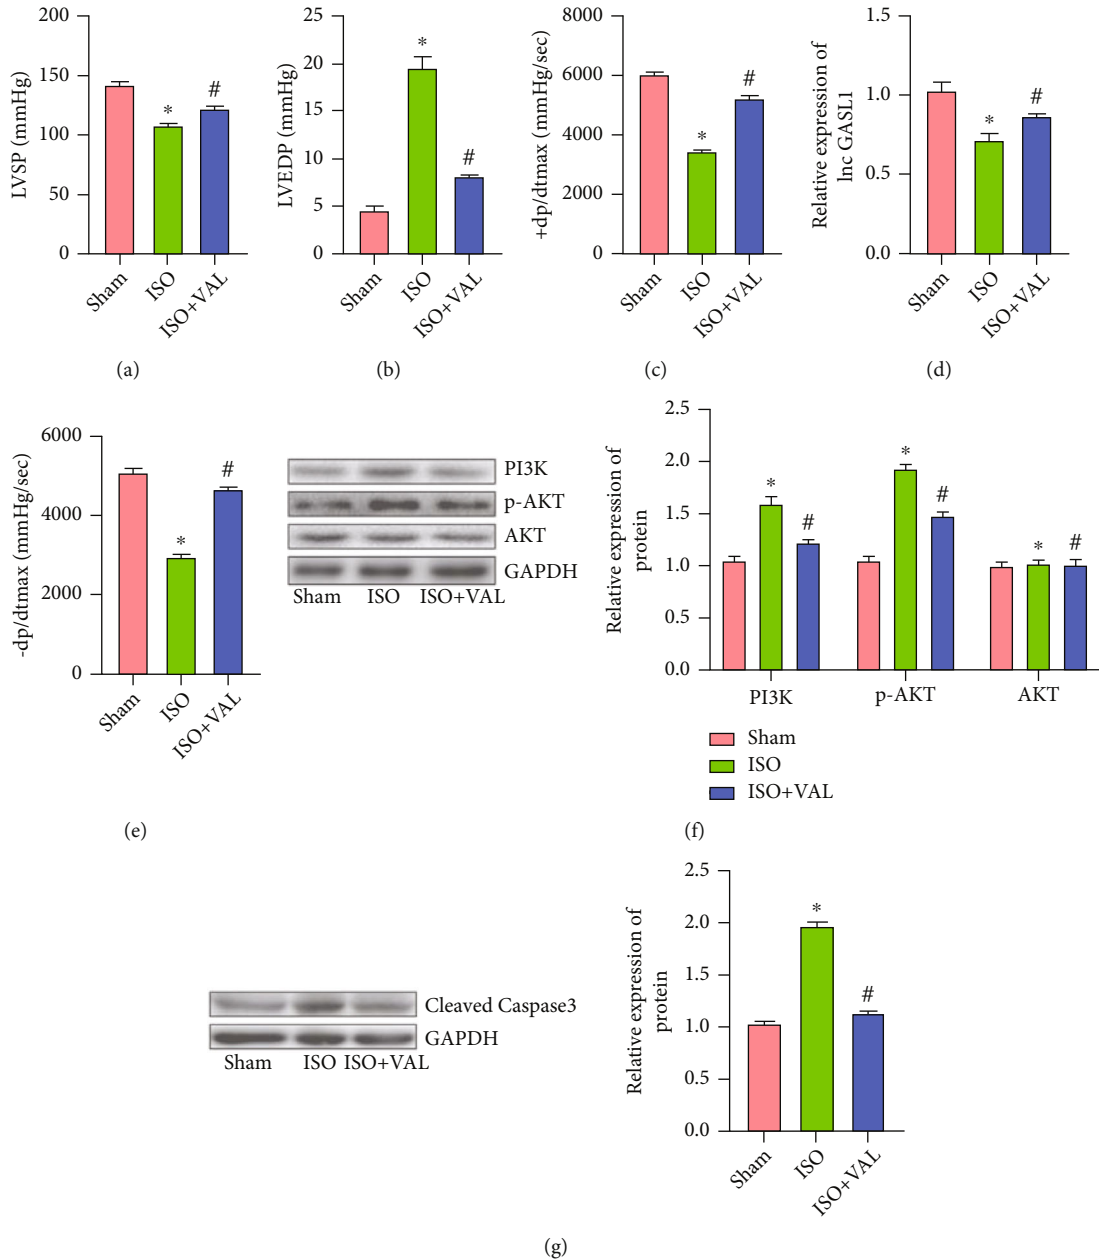 200
150
100
50
0
LVSP (mmHg)
*
#
Sham
ISO
ISO+VAL
(a)
25
20
15
10
5
0
LVEDP (mmHg)
*
#
Sham
ISO
ISO+VAL
(b)
8000
6000
4000
2000
0
+dp/dtmax (mmHg/sec)
*
#
Sham
ISO
ISO+VAL
(c)
1.5
1.0
0.5
0.0
Relative expression of
lnc GASL1
*
#
Sham
ISO
ISO+VAL
(d)
6000
4000
2000
0
-dp/dtmax (mmHg/sec)
*
#
Sham
ISO
ISO+VAL
(e)
PI3K
p-AKT
AKT
GAPDH
Sham ISO ISO+VAL
2.5
2.0
1.5
1.0
0.5
0.0
Relative expression of
protein
*
#
*
#
*
#
PI3K p-AKT AKT
Sham
ISO
ISO+VAL
(f)
Cleaved Caspase3
GAPDH
Sham ISO ISO+VAL
2.5
2.0
1.5
1.0
0.5
0.0
Relative expression of
protein
*
#
Sham
ISO
ISO+VAL
(g)